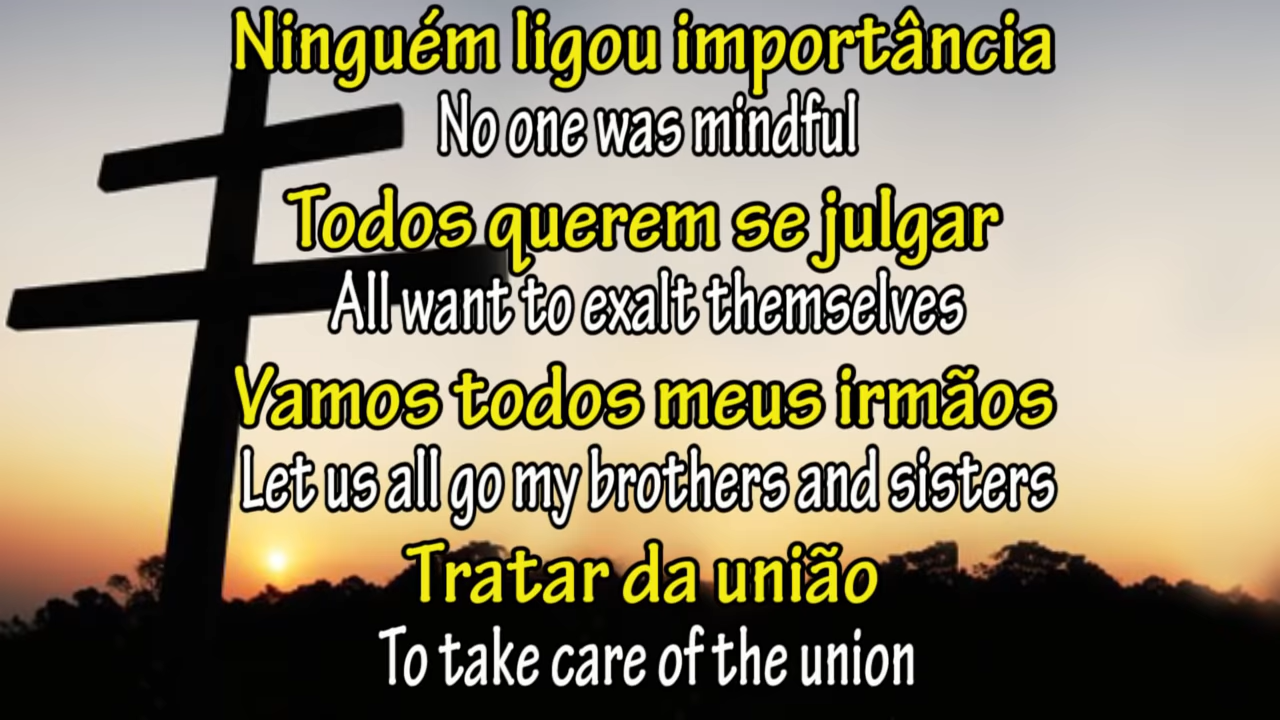 Ninguém ligou importância
No one was mindful
Todos querem se julgar
All want to exalt themselves
Vamos todos meus irmãos
Let us all go my brothers and sisters
Tratar da união
To take care of the union